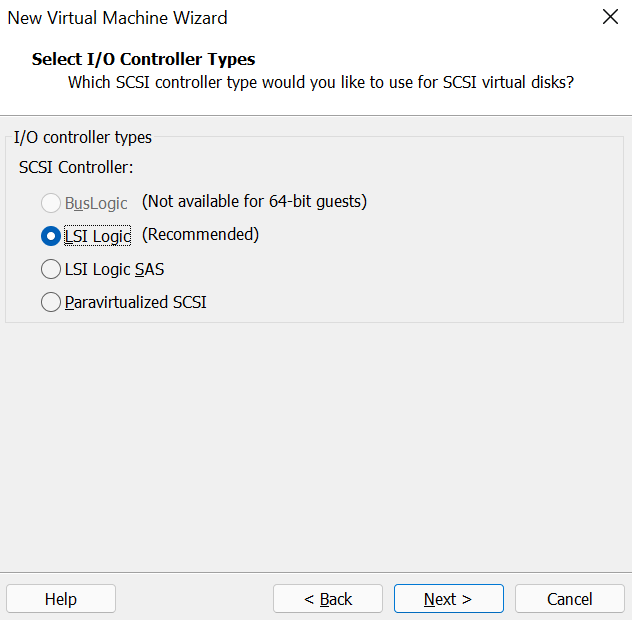 New Virtual Machine Wizard
Select I/O Controller Types
Which SCSI controller type would you like to use for SCSI virtual disks?
I/O controller types
SCSI Controller:
BusLogic (Not available for 64-bit guests)
LSI Logic (Recommended)
LSI Logic SAS
Paravirtualized SCSI
Help < Back Next > Cancel